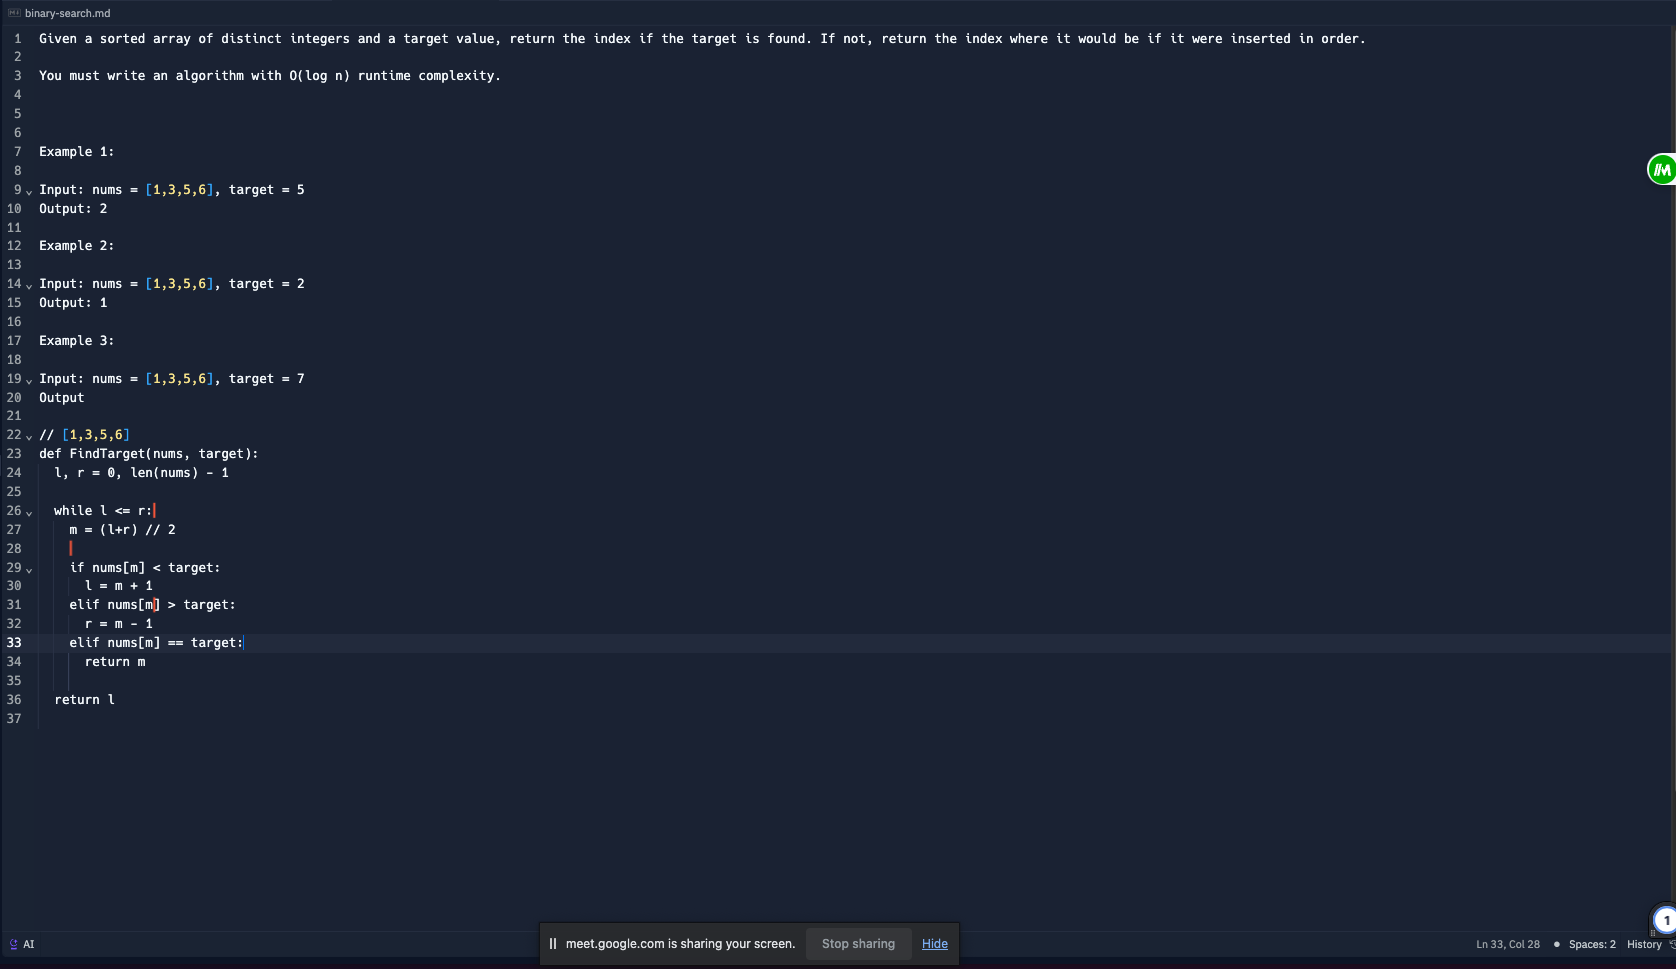 binary-search.md
1 Given a sorted array of distinct integers and a target value, return the index if the target is found. If not, return the index where it would be if it were inserted in order.
2
3 You must write an algorithm with O(log n) runtime complexity.
4
5
6
7 Example 1:
8
9 Input: nums = [1,3,5,6], target = 5
10 Output: 2
11
12 Example 2:
13
14 Input: nums = [1,3,5,6], target = 2
15 Output: 1
16
17 Example 3:
18
19 Input: nums = [1,3,5,6], target = 7
20 Output
21
22 // [1,3,5,6]
23 def FindTarget(nums, target):
24 l, r = 0, len(nums) - 1
25
26 while l <= r:
27 m = (l+r) // 2
28
29 if nums[m] < target:
30 l = m + 1
31 elif nums[m] > target:
32 r = m - 1
33 elif nums[m] == target:
34 return m
35
36 return l
37
AI
meet.google.com is sharing your screen. Stop sharing Hide
Ln 33, Col 28 • Spaces: 2 History
1